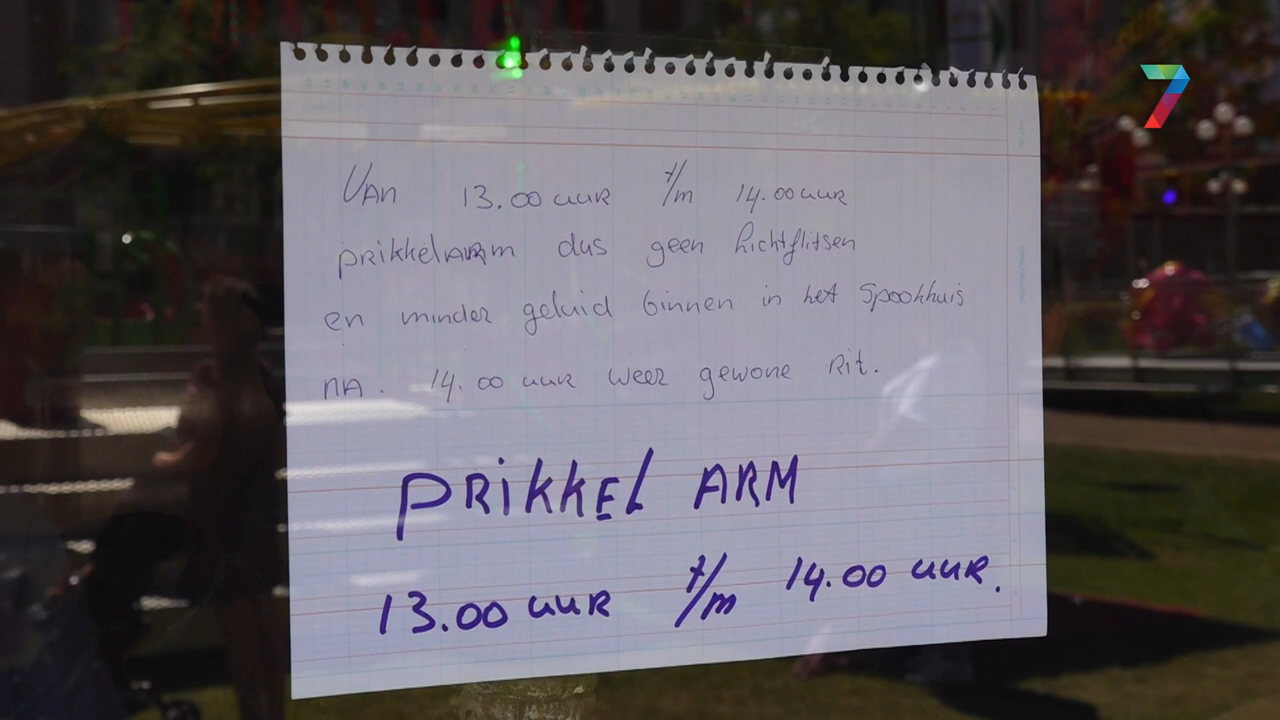 VAN 13.00 uur t/m 14.00 uur
prikkelARM dus geen lichtflitsen
en minder geluid binnen in het spookhuis
NA. 14.00 uur weer gewone Rit.
PRIKKEL ARM
13.00 uur t/m 14.00 uur.
7